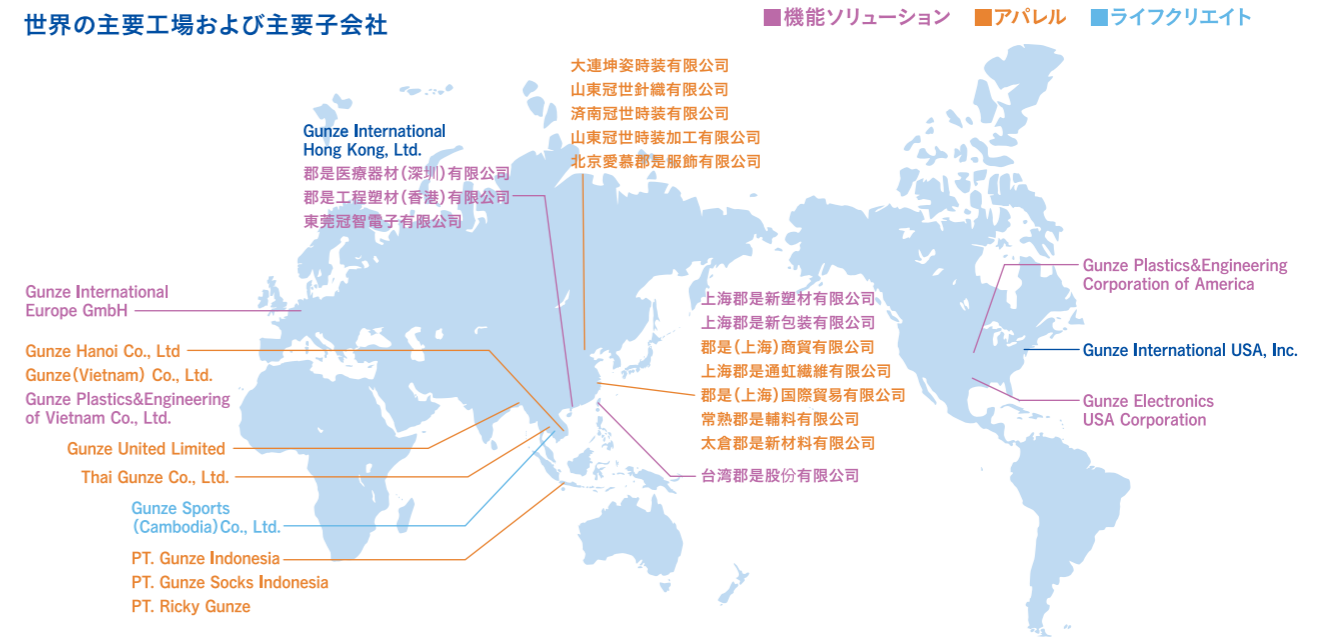 世界の主要工場および主要子会社
■機能ソリューション ■アパレル ■ライフクリエイト
大連坤姿時装有限公司
山東冠世針織有限公司
済南冠世時装有限公司
山東冠世時装加工有限公司
北京愛慕郡是服飾有限公司
Gunze International
Hong Kong, Ltd.
郡是医療器材(深圳)有限公司
郡是工程塑材(香港)有限公司
東莞冠智電子有限公司
Gunze International
Europe GmbH
Gunze Hanoi Co., Ltd
Gunze(Vietnam) Co., Ltd.
Gunze Plastics&Engineering
of Vietnam Co., Ltd.
Gunze United Limited
Thai Gunze Co., Ltd.
Gunze Sports
(Cambodia)Co., Ltd.
PT. Gunze Indonesia
PT. Gunze Socks Indonesia
PT. Ricky Gunze
上海郡是新塑材有限公司
上海郡是新包装有限公司
郡是(上海)商貿有限公司
上海郡是通虹繊維有限公司
郡是(上海)国際貿易有限公司
常熟郡是輔料有限公司
太倉郡是新材料有限公司
台湾郡是股份有限公司
Gunze Plastics&Engineering
Corporation of America
Gunze International USA, Inc.
Gunze Electronics
USA Corporation